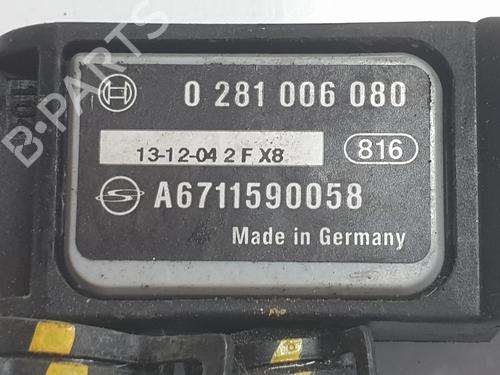 0 281 006 080
13-12-04 2 F X8
816
A6711590058
Made in Germany
B-PARTS